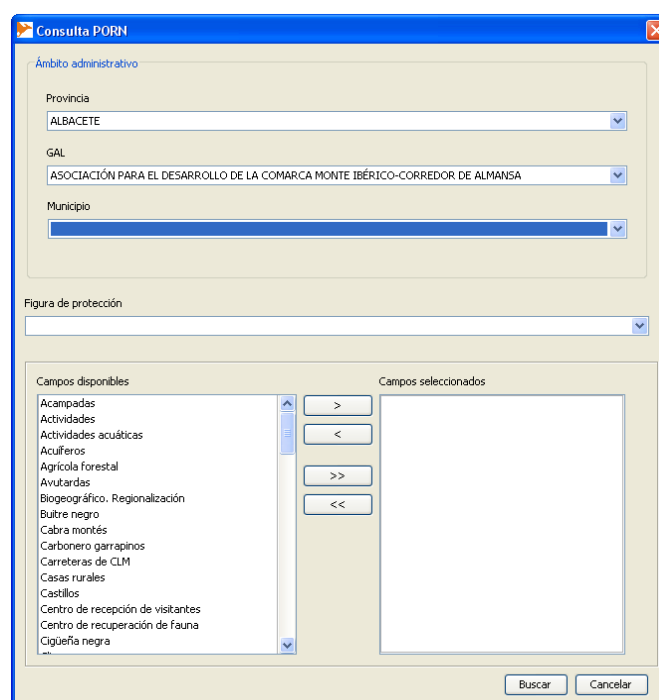 Consulta PORN
Ámbito administrativo
Provincia
ALBACETE
GAL
ASOCIACIÓN PARA EL DESARROLLO DE LA COMARCA MONTE IBÉRICO-CORREDOR DE ALMANSA
Municipio
Figura de protección
Campos disponibles
Campos seleccionados
Acampadas
Actividades
Actividades acuáticas
Acuíferos
Agrícola forestal
Avutardas
Biogeográfico. Regionalización
Buitre negro
Cabra montés
Carbonero garrapinos
Carreteras de CLM
Casas rurales
Castillos
Centro de recepción de visitantes
Centro de recuperación de fauna
Cigüeña negra
>
<
>>
<<
Buscar
Cancelar